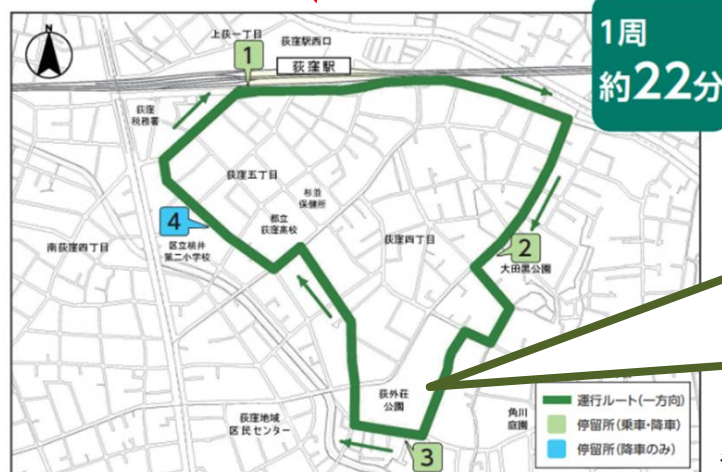 1周
約22分
N
上荻一丁目
荻窪駅西口
1
荻窪駅
荻窪
税務署
荻窪五丁目
杉並
保健所
4
都立
荻窪高校
荻窪四丁目
南荻窪四丁目
区立桃井
第二小学校
2
大田黒公園
荻外荘
公園
荻窪地域
区民センター
角川
庭園
3
運行ルート(一方向)
停留所(乗車・降車)
停留所(降車のみ)